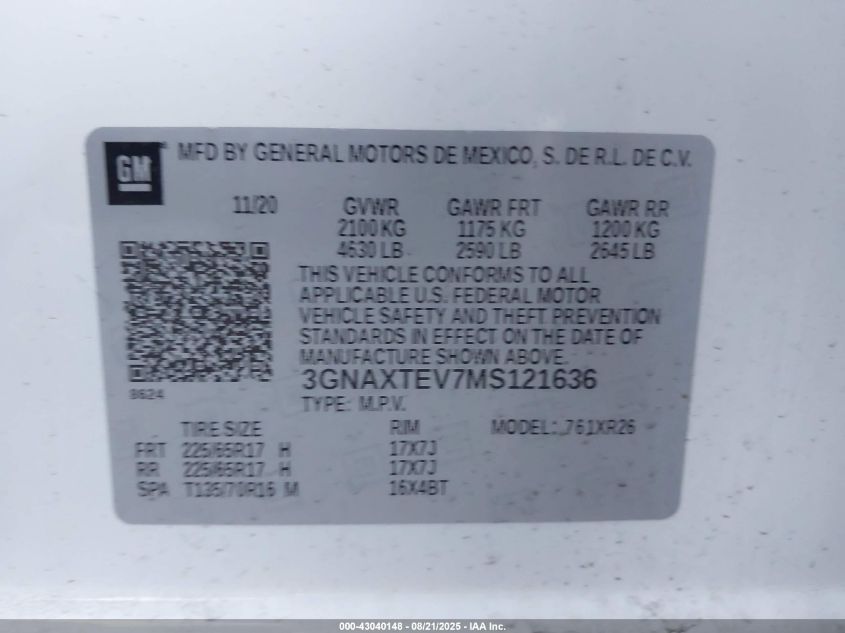 GM MFD BY GENERAL MOTORS DE MEXICO, S. DE R.L. DE C.V.
11/20 GVWR GAWR FRT GAWR RR
2100 KG 1175 KG 1200 KG
4630 LB 2590 LB 2645 LB
THIS VEHICLE CONFORMS TO ALL
APPLICABLE U.S. FEDERAL MOTOR
VEHICLE SAFETY AND THEFT PREVENTION
STANDARDS IN EFFECT ON THE DATE OF
MANUFACTURE SHOWN ABOVE.
3GNAXTEV7MS121636
8624
TYPE: M.P.V.
TIRE SIZE RIM MODEL: 761XR26
FRT 225/65R17 H 17X7J
RR 225/65R17 H 17X7J
SPA T135/70R16 M 16X4BT
000-43040148 - 08/21/2025 - IAA Inc.